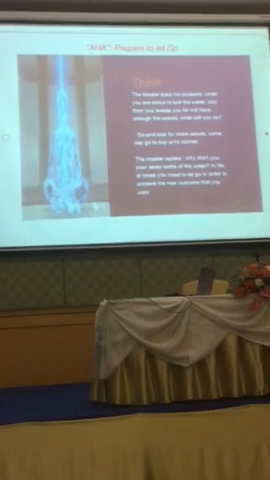 "AHA": Prepare to let Go
Think:
The Master asks his students: when
you are about to boil the water, only
then you realize you do not have
enough fire woods, what will you do?
Go and look for more woods, some
say go to buy or to borrow.
The master replied: why don't you
pour away some of the water? In life,
at times you need to let go in order to
achieve the new outcome that you
want.